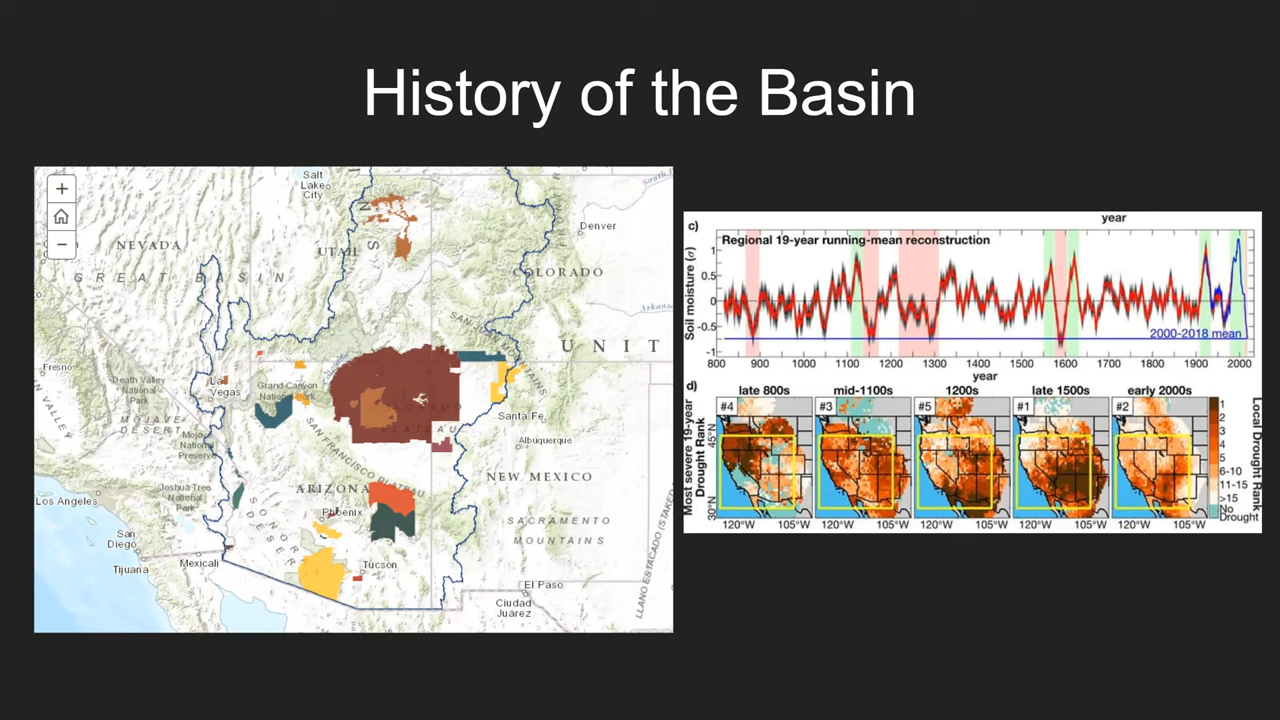 History of the Basin
+
−
Salt
Lake
City
NEVADA
UTAH
GREAT BASIN
Denver
COLORADO
Arkansas
UNIT
Fresno
Death Valley
National
Park
Las
Vegas
Grand Canyon
National Park
MOJAVE
DESERT
Mojave
National
Preserve
PLATEAU
Santa Fe
Albuquerque
SAN FRANCISCO PLATEAU
NEW MEXICO
Los Angeles
Joshua Tree
National
Park
ARIZONA
Phoenix
SACRAMENTO
MOUNTAINS
San
Diego
Tijuana
Mexicali
Tucson
El Paso
Ciudad
Juárez
year
c)
Regional 19-year running-mean reconstruction
Soil moisture (σ)
1
0.5
0
-0.5
-1
2000-2018 mean
800 900 1000 1100 1200 1300 1400 1500 1600 1700 1800 1900 2000
year
d)
late 800s mid-1100s 1200s late 1500s early 2000s
#4 #3 #5 #1 #2
Most severe 19-year
Drought Rank
45°N
30°N
120°W 105°W 120°W 105°W 120°W 105°W 120°W 105°W 120°W 105°W
1
2
3
4
5
6-10
11-15
>15
No
Drought
Local Drought Rank